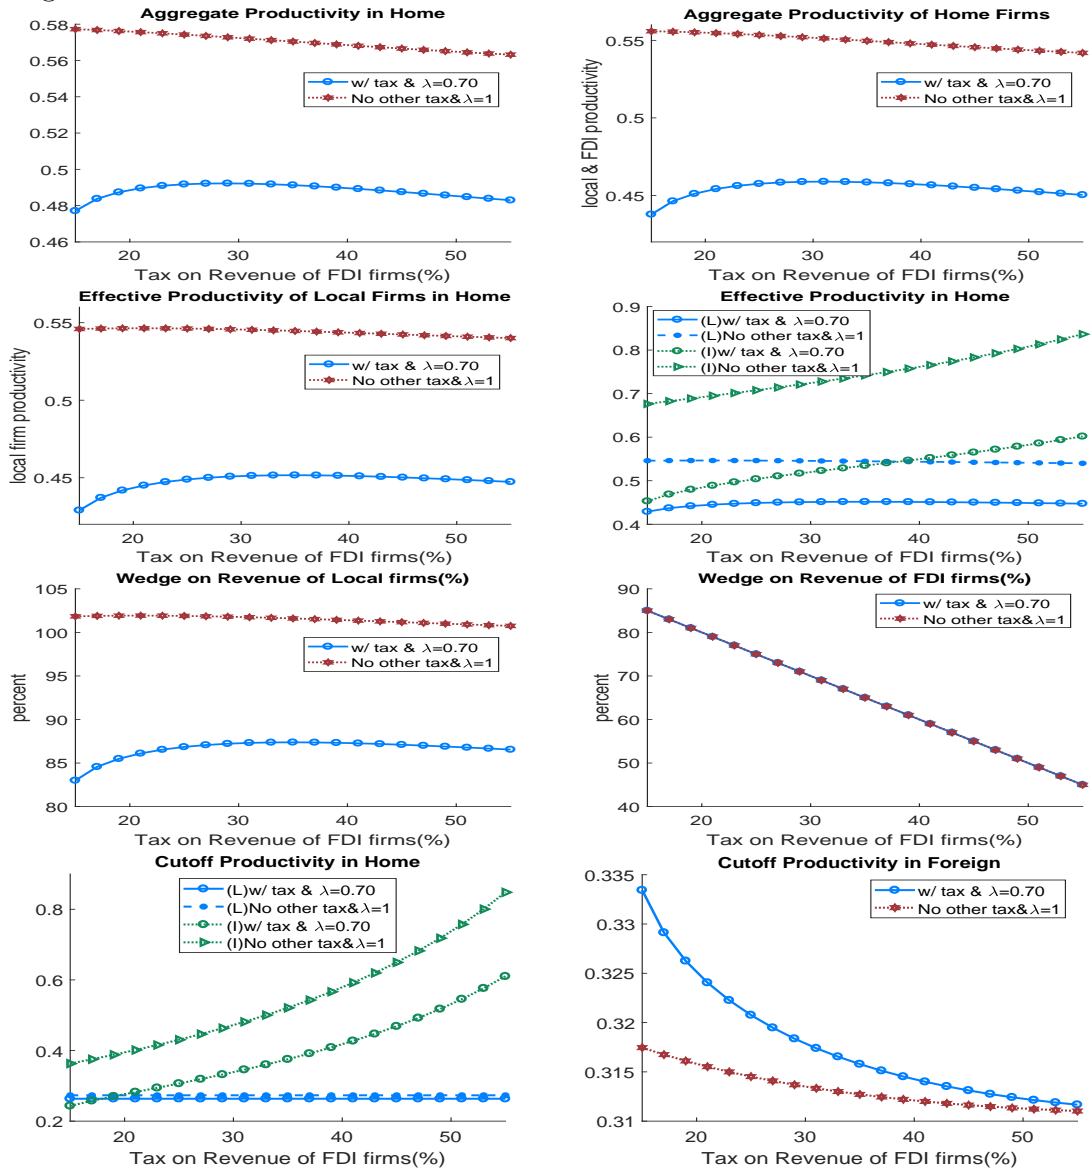 Aggregate Productivity in Home
0.58
0.56
0.54
0.52
0.5
0.48
0.46
w/ tax & λ=0.70
No other tax&λ=1
20 30 40 50
Tax on Revenue of FDI firms(%)
Aggregate Productivity of Home Firms
local & FDI productivity
0.55
0.5
0.45
w/ tax & λ=0.70
No other tax&λ=1
20 30 40 50
Tax on Revenue of FDI firms(%)
Effective Productivity of Local Firms in Home
local firm productivity
0.55
0.5
0.45
w/ tax & λ=0.70
No other tax&λ=1
20 30 40 50
Tax on Revenue of FDI firms(%)
Effective Productivity in Home
0.9
0.8
0.7
0.6
0.5
0.4
(L)w/ tax & λ=0.70
(L)No other tax&λ=1
(I)w/ tax & λ=0.70
(I)No other tax&λ=1
20 30 40 50
Tax on Revenue of FDI firms(%)
Wedge on Revenue of Local firms(%)
percent
105
100
95
90
85
80
w/ tax & λ=0.70
No other tax&λ=1
20 30 40 50
Tax on Revenue of FDI firms(%)
Wedge on Revenue of FDI firms(%)
percent
90
80
70
60
50
40
w/ tax & λ=0.70
No other tax&λ=1
20 30 40 50
Tax on Revenue of FDI firms(%)
Cutoff Productivity in Home
0.8
0.6
0.4
0.2
(L)w/ tax & λ=0.70
(L)No other tax&λ=1
(I)w/ tax & λ=0.70
(I)No other tax&λ=1
20 30 40 50
Tax on Revenue of FDI firms(%)
Cutoff Productivity in Foreign
0.335
0.33
0.325
0.32
0.315
0.31
w/ tax & λ=0.70
No other tax&λ=1
20 30 40 50
Tax on Revenue of FDI firms(%)